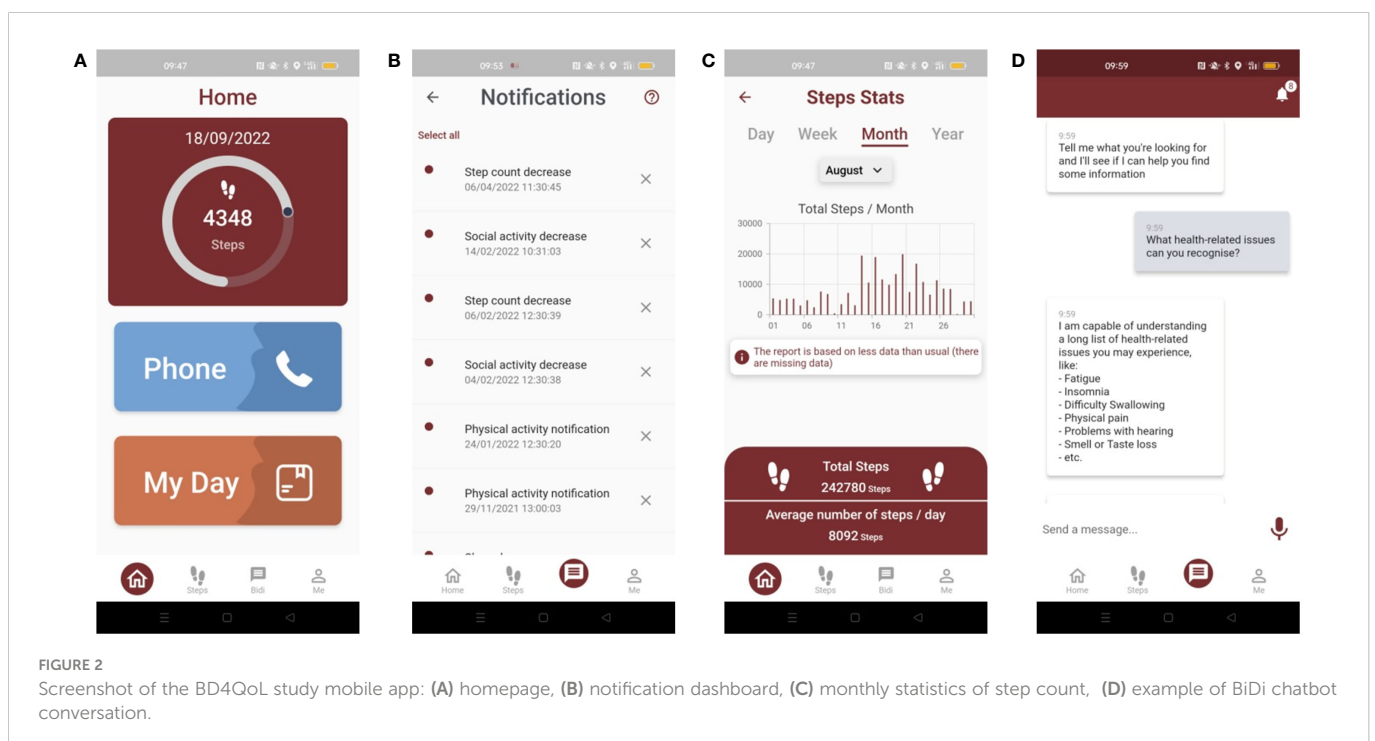 A
09:47
Home
18/09/2022
4348
Steps
Phone
My Day
Steps
Bidi
Me
B
09:53
Notifications
Select all
Step count decrease
06/04/2022 11:30:45
Social activity decrease
14/02/2022 10:31:03
Step count decrease
06/02/2022 12:30:39
Social activity decrease
04/02/2022 12:30:38
Physical activity notification
24/01/2022 12:30:20
Physical activity notification
29/11/2021 13:00:03
Home
Steps
Me
C
09:47
Steps Stats
Day Week Month Year
August
Total Steps / Month
30000
20000
10000
0
01 06 11 16 21 26
The report is based on less data than usual (there
are missing data)
Total Steps
242780 Steps
Average number of steps / day
8092 Steps
Steps
Bidi
Me
D
09:59
8
9:59
Tell me what you're looking for
and I'll see if I can help you find
some information
9:59
What health-related issues
can you recognise?
9:59
I am capable of understanding
a long list of health-related
issues you may experience,
like:
- Fatigue
- Insomnia
- Difficulty Swallowing
- Physical pain
- Problems with hearing
- Smell or Taste loss
- etc.
Send a message...
Home
Steps
Me
FIGURE 2
Screenshot of the BD4QoL study mobile app: (A) homepage, (B) notification dashboard, (C) monthly statistics of step count, (D) example of BiDi chatbot
conversation.